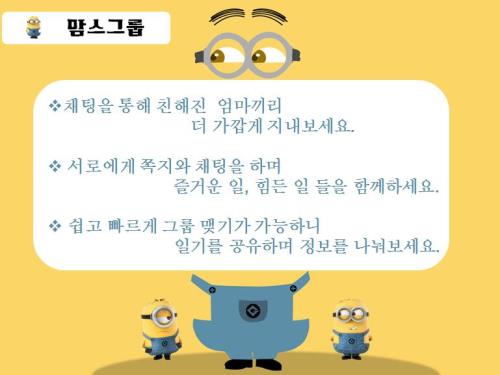 맘스그룹
❖채팅을 통해 친해진 엄마끼리
더 가깝게 지내보세요.
❖ 서로에게 쪽지와 채팅을 하며
즐거운 일, 힘든 일 들을 함께하세요.
❖ 쉽고 빠르게 그룹 맺기가 가능하니
일기를 공유하며 정보를 나눠보세요.